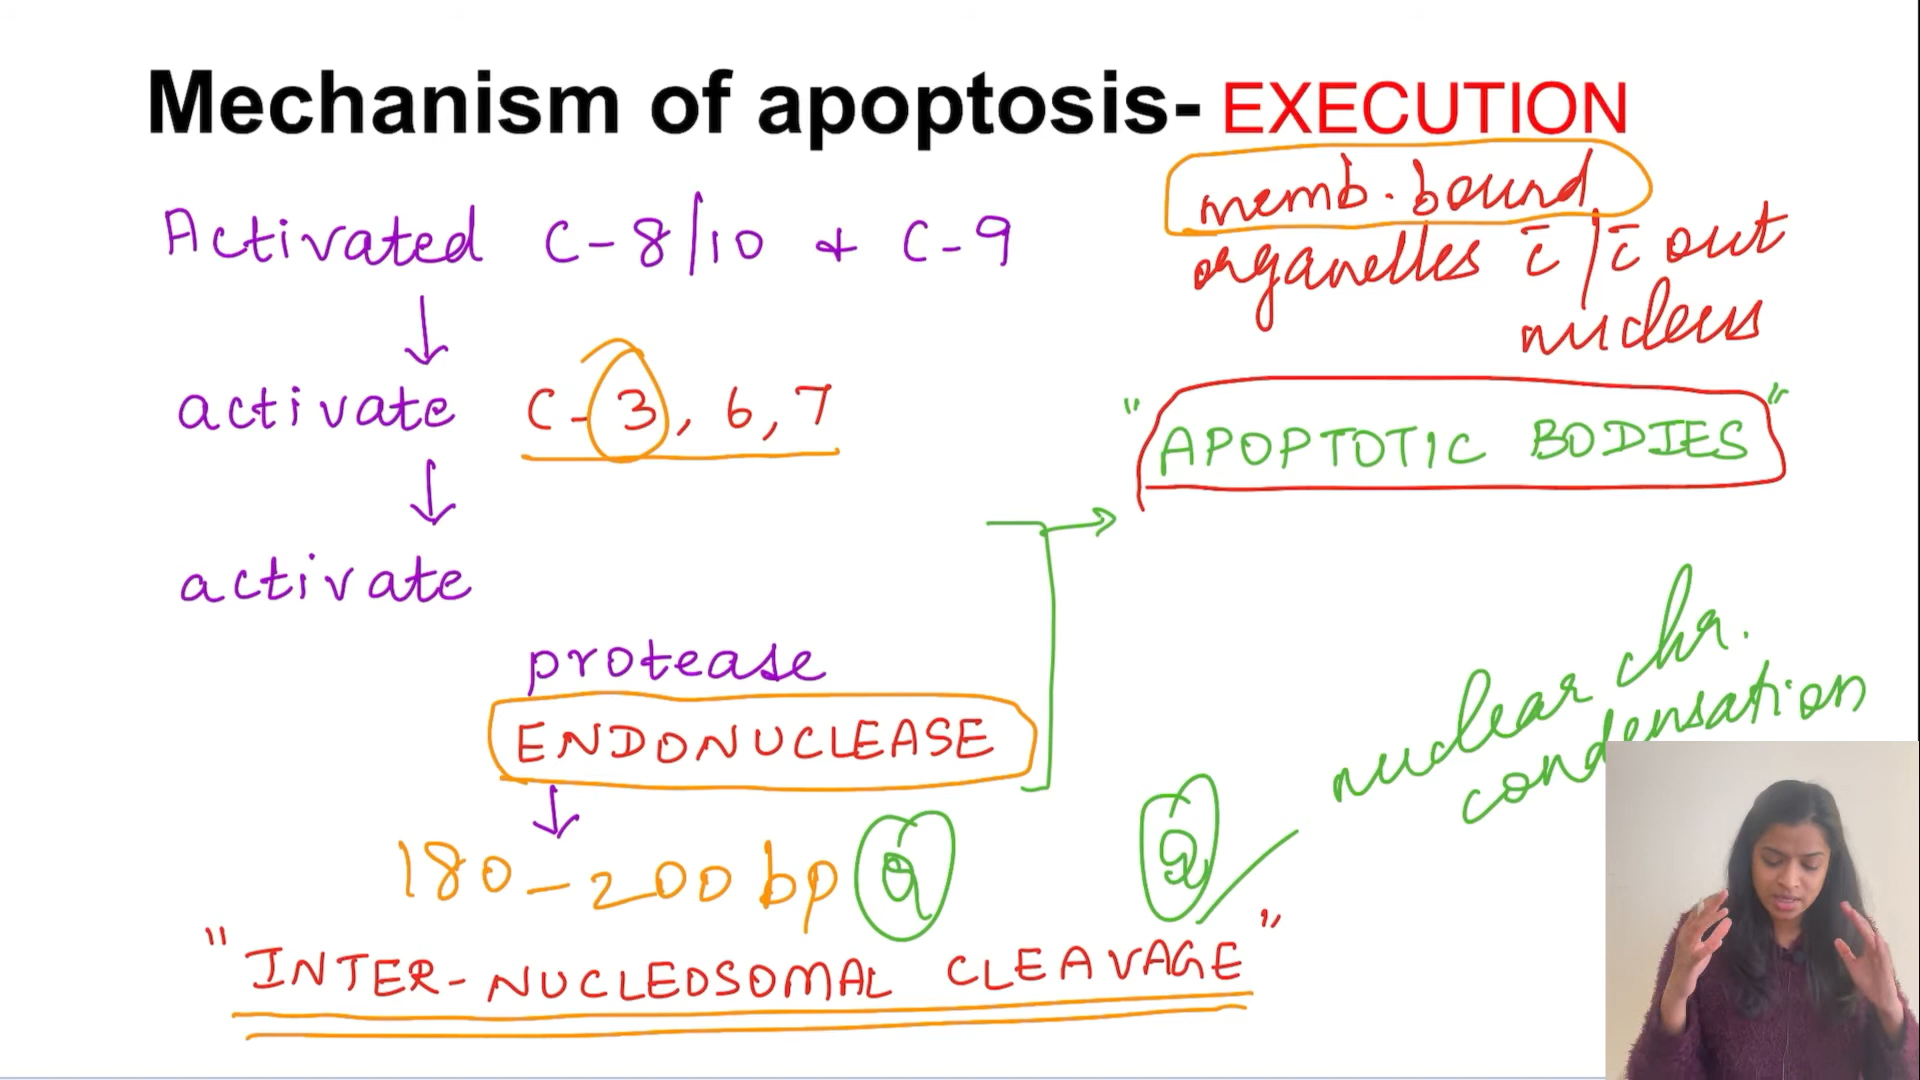 Mechanism of apoptosis- EXECUTION
Activated C-8/10 + C-9
activate C-3, 6, 7
activate
protease
ENDONUCLEASE
180-200 bp Q
"INTER-NUCLEOSOMAL CLEAVAGE"
memb. bound
organelles c̄/c̄ out
nucleus
"APOPTOTIC BODIES"
Q
nuclear chr.
condensation